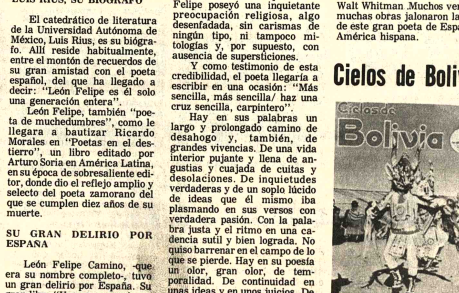 LUIS RIUS, SU BIOGRAFO
El catedrático de literatura
de la Universidad Autónoma de
México, Luis Rius, es su biógra-
fo. Allí reside habitualmente,
entre el montón de recuerdos de
su gran amistad con el poeta
español, del que ha llegado a
decir: "León Felipe es él solo
una generación entera".
León Felipe, también "poe-
ta de muchedumbres", como le
llegara a bautizar Ricardo
Morales en "Poetas en el des-
tierro", un libro editado por
Arturo Soria en América Latina,
en su época de sobresaliente edi-
tor, donde dio el reflejo amplio y
selecto del poeta zamorano del
que se cumplen diez años de su
muerte.
SU GRAN DELIRIO POR
ESPAÑA
León Felipe Camino, -que
era su nombre completo-, tuvo
un gran delirio por España. Su
Felipe poseyó una inquietante
preocupación religiosa, algo
desenfadada, sin carismas de
ningún tipo, ni tampoco mi-
tologías y, por supuesto, con
ausencia de supersticiones.
Y como testimonio de esta
credibilidad, el poeta llegaría a
escribir en una ocasión: "Más
sencilla, más sencilla/ haz una
cruz sencilla, carpintero".
Hay en sus palabras un
largo y prolongado camino de
desahogo y, también, de
grandes vivencias. De una vida
interior pujante y llena de an-
gustias y cuajada de cuitas y
desolaciones. De inquietudes
verdaderas y de un soplo lúcido
de ideas que él mismo iba
plasmando en sus versos con
verdadera pasión. Con la pala-
bra justa y el ritmo en una ca-
dencia sutil y bien lograda. No
quiso barrenar en el campo de lo
que se pierde. Hay en su poesía
un olor, gran olor, de tem-
poralidad. De continuidad en
unas ideas y en unos juicios. De
Walt Whitman .Muchos ver
muchas obras jalonaron la
de este gran poeta de Espa
América hispana.
Cielos de Boliv
Cielos de
Bolivia